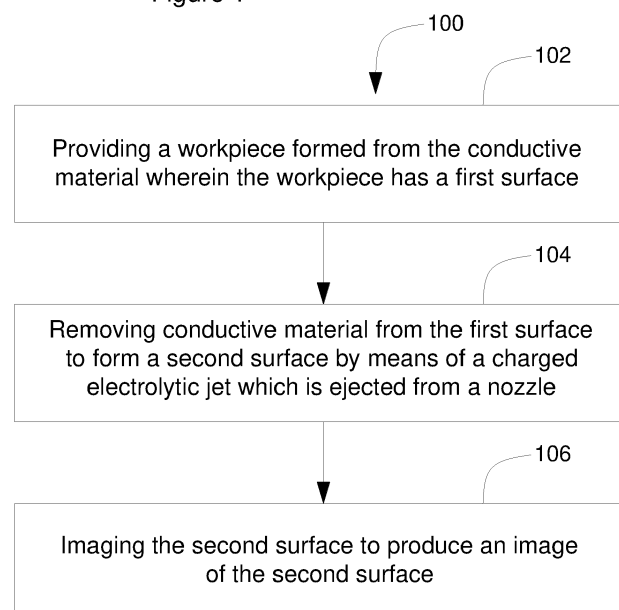 Figure
100
102
Providing a workpiece formed from the conductive
material wherein the workpiece has a first surface
104
Removing conductive material from the first surface
to form a second surface by means of a charged
electrolytic jet which is ejected from a nozzle
106
Imaging the second surface to produce an image
of the second surface